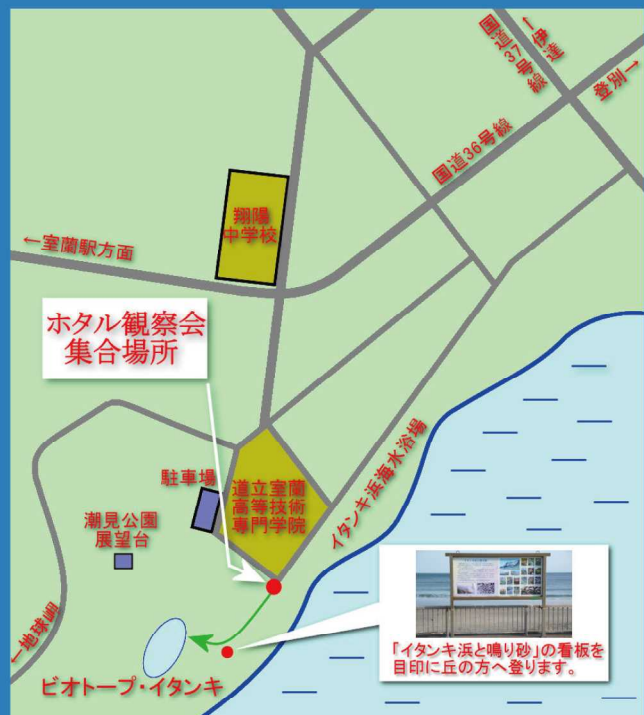 国道37号線
←伊達
登別→
国道36号線
翔陽
中学校
←室蘭駅方面
ホタル観察会
集合場所
駐車場
道立室蘭
高等技術
専門学院
イタンキ浜海水浴場
潮見公園
展望台
←地球岬
「イタンキ浜と鳴り砂」の看板を
目印に丘の方へ登ります。
ビオトープ・イタンキ